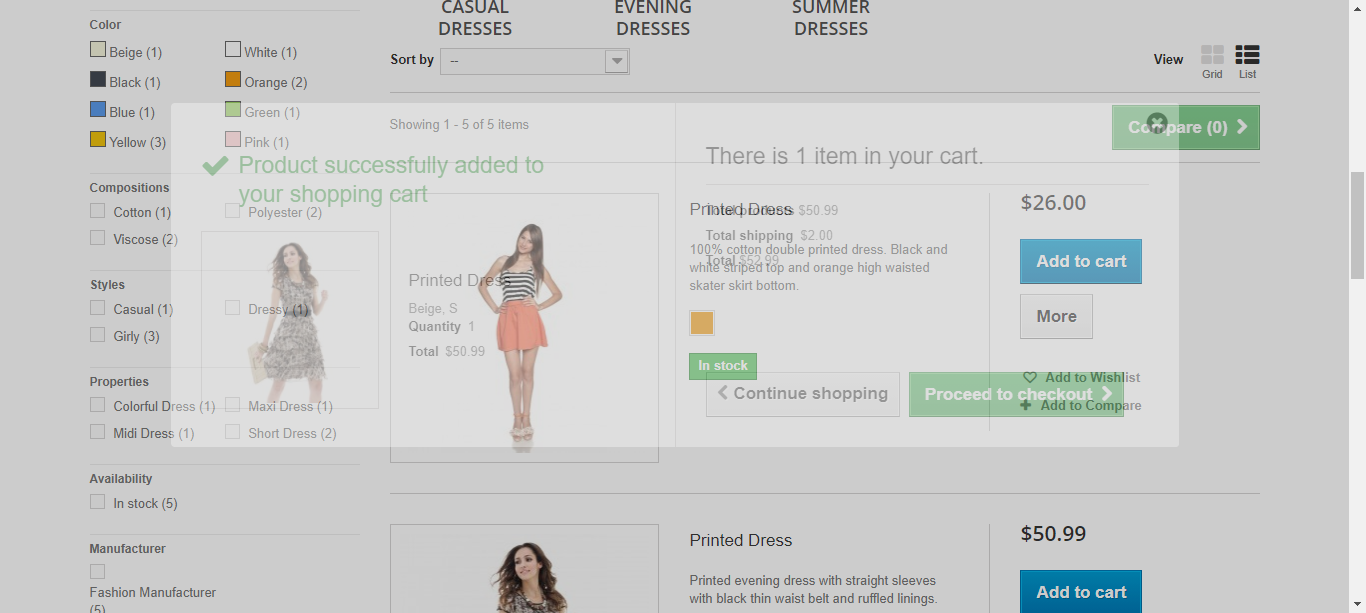 CASUAL
DRESSES
EVENING
DRESSES
SUMMER
DRESSES
Sort by --
View
Grid
List
Color
Beige (1)
White (1)
Black (1)
Orange (2)
Blue (1)
Green (1)
Yellow (3)
Pink (1)
Compositions
Cotton (1)
Polyester (2)
Viscose (2)
Styles
Casual (1)
Dressy (1)
Girly (3)
Properties
Colorful Dress (1)
Maxi Dress (1)
Midi Dress (1)
Short Dress (2)
Availability
In stock (5)
Manufacturer
Fashion Manufacturer
(5)
Showing 1 - 5 of 5 items
Compare (0)
Product successfully added to
your shopping cart
Printed Dress
Beige, S
Quantity 1
Total $50.99
There is 1 item in your cart.
Total products $50.99
Total shipping $2.00
Total $52.99
Continue shopping
Proceed to checkout
Printed Dress
100% cotton double printed dress. Black and
white striped top and orange high waisted
skater skirt bottom.
In stock
$26.00
Add to cart
More
Add to Wishlist
Add to Compare
Printed Dress
Printed evening dress with straight sleeves
with black thin waist belt and ruffled linings.
$50.99
Add to cart